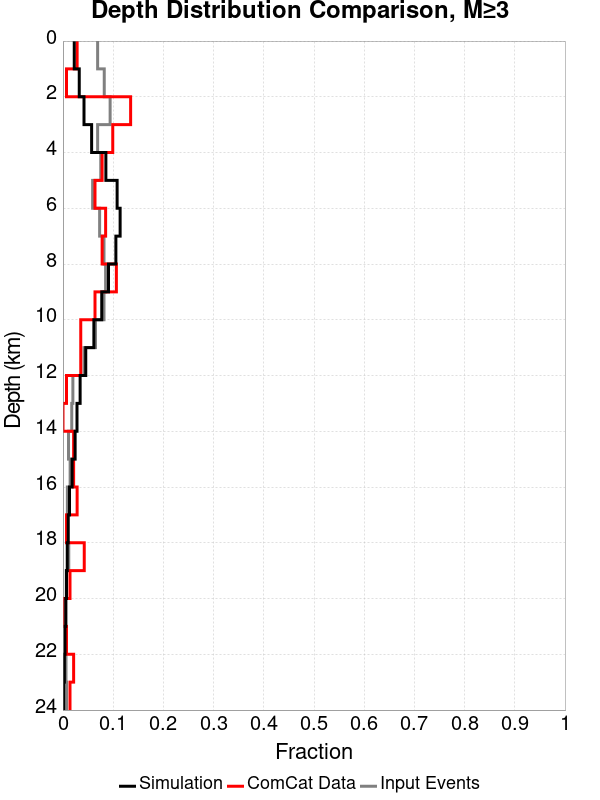 Depth Distribution Comparison, M≥3
0
2
4
6
8
10
12
14
16
18
20
22
24
Depth (km)
0 0.1 0.2 0.3 0.4 0.5 0.6 0.7 0.8 0.9 1
Fraction
Simulation ComCat Data Input Events